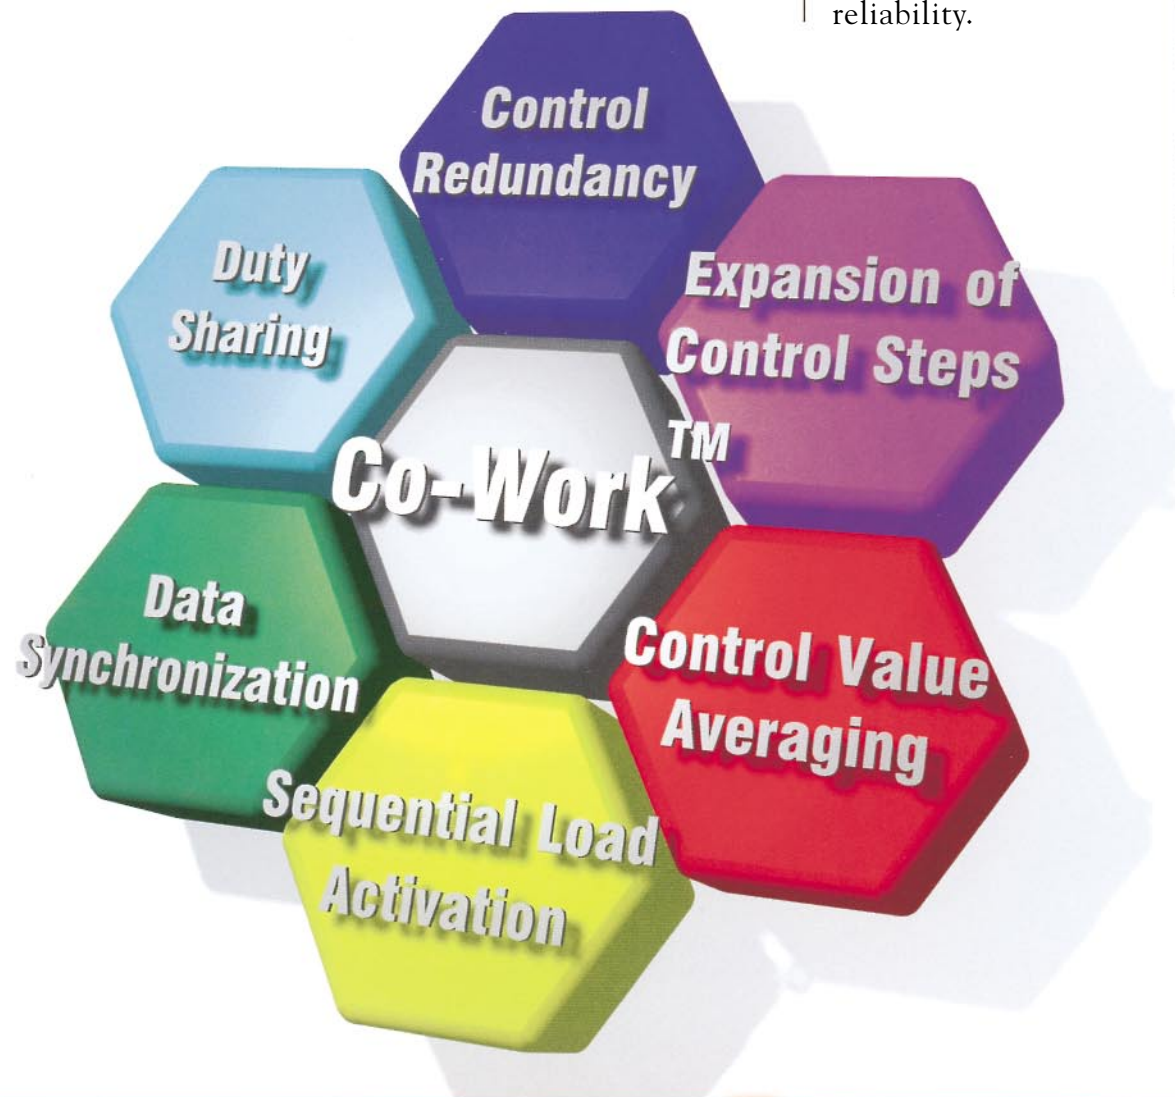 reliability.
Control
Redundancy
Duty
Sharing
Expansion of
Control Steps
Co-Work™
Data
Synchronization
Control Value
Averaging
Sequential Load
Activation